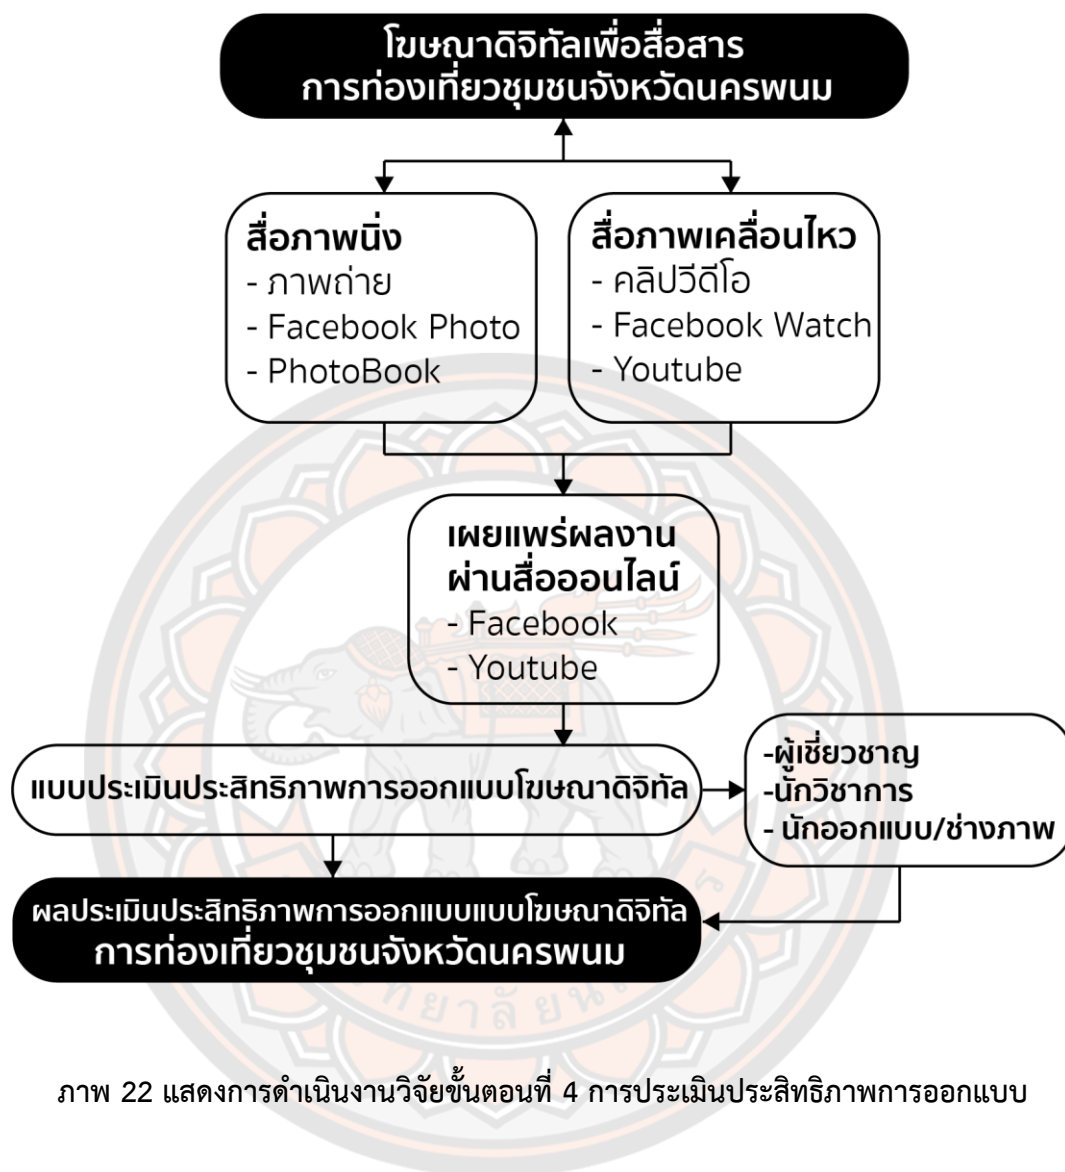 โฆษณาดิจิทัลเพื่อสื่อสาร
การท่องเที่ยวชุมชนจังหวัดนครพนม
สื่อภาพนิ่ง
- ภาพถ่าย
- Facebook Photo
- PhotoBook
สื่อภาพเคลื่อนไหว
- คลิปวีดีโอ
- Facebook Watch
- Youtube
เผยแพร่ผลงาน
ผ่านสื่อออนไลน์
- Facebook
- Youtube
แบบประเมินประสิทธิภาพการออกแบบโฆษณาดิจิทัล
-ผู้เชี่ยวชาญ
-นักวิชาการ
- นักออกแบบ/ช่างภาพ
ผลประเมินประสิทธิภาพการออกแบบแบบโฆษณาดิจิทัล
การท่องเที่ยวชุมชนจังหวัดนครพนม
ภาพ 22 แสดงการดำเนินงานวิจัยขั้นตอนที่ 4 การประเมินประสิทธิภาพการออกแบบ